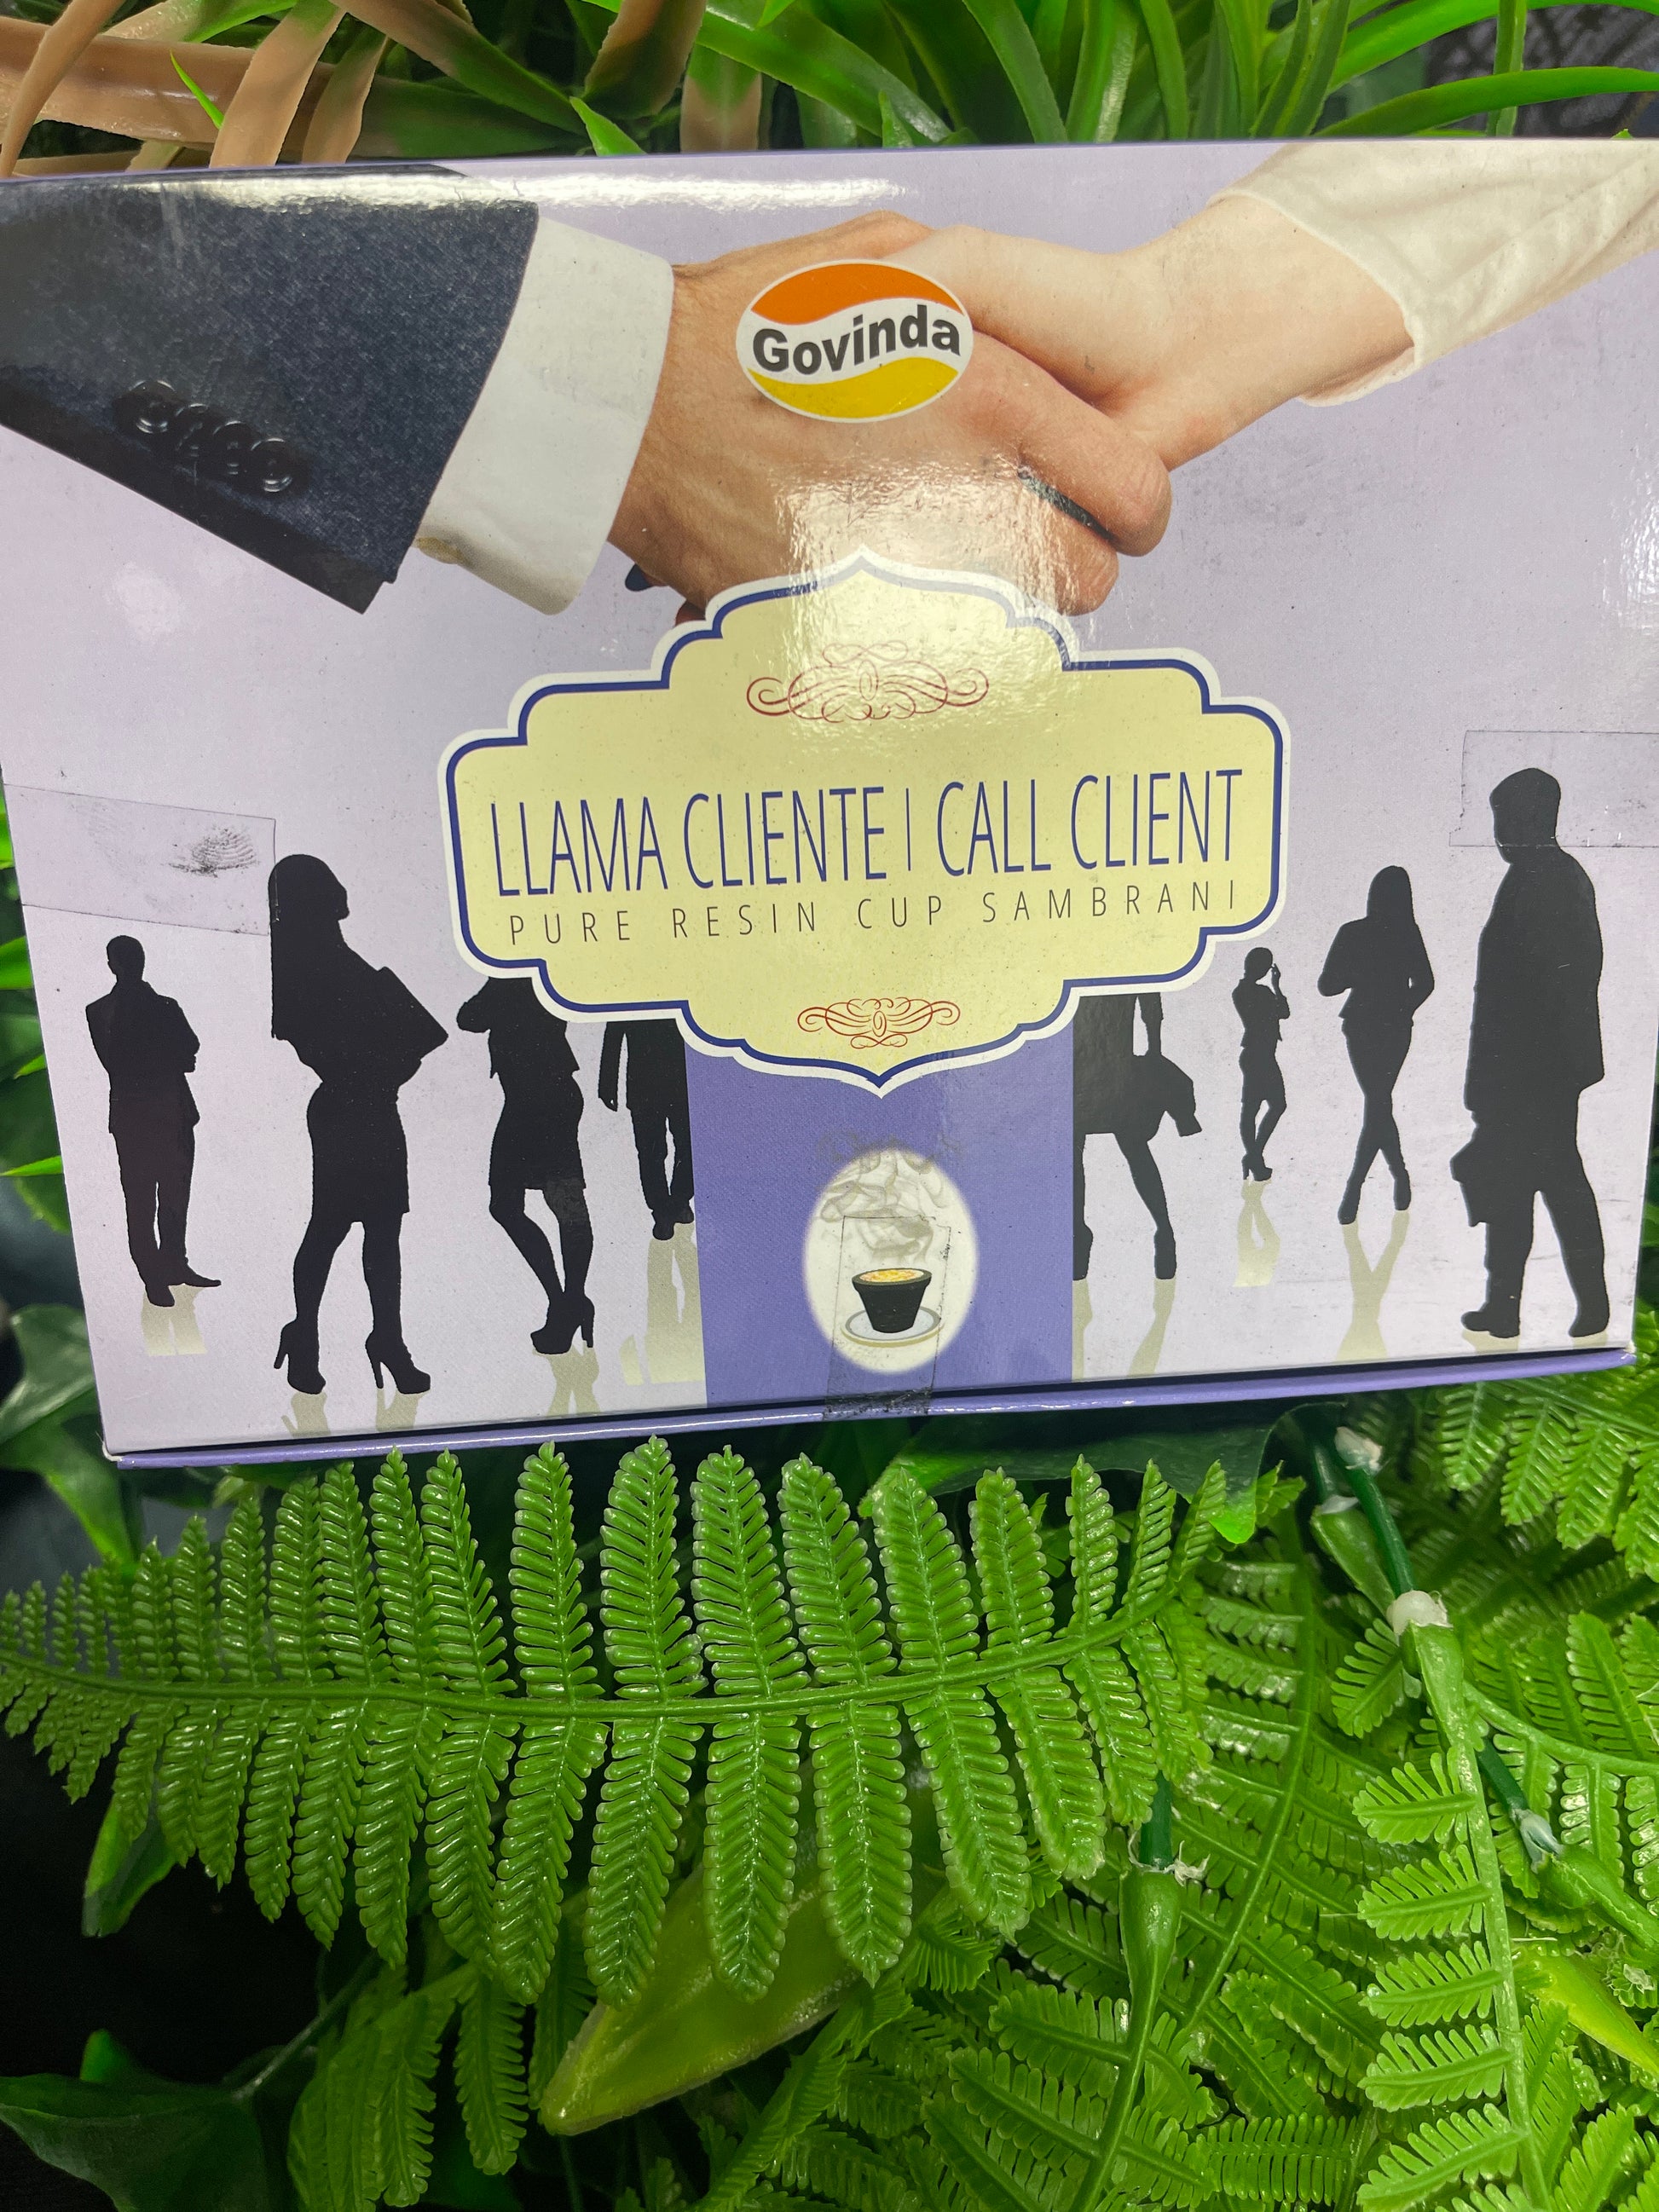 Govinda
LLAMA CLIENTE | CALL CLIENT
PURE RESIN CUP SAMBRANI